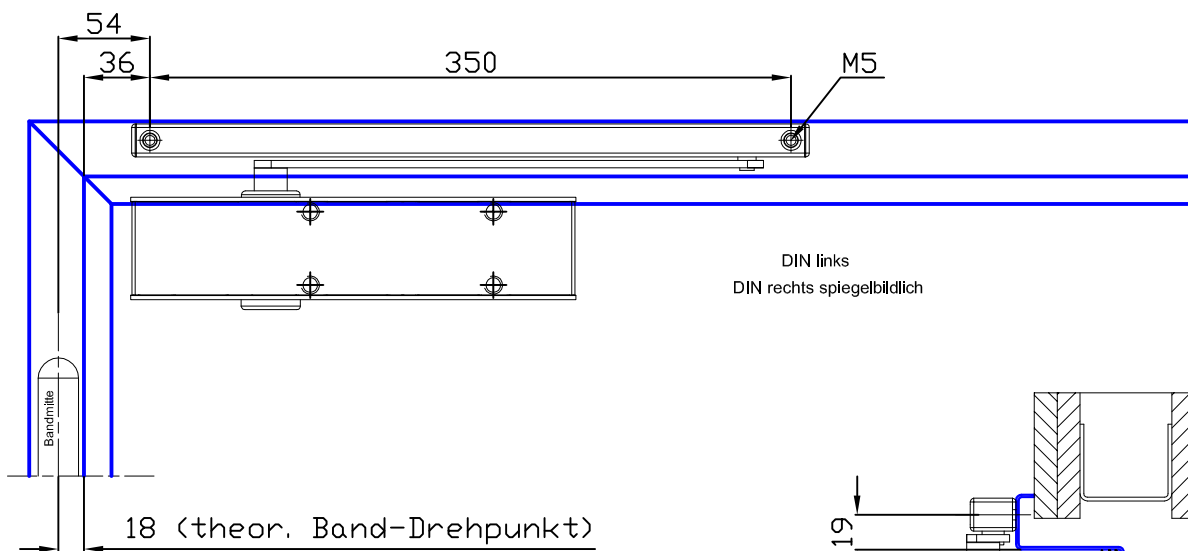 54
36
350
M5
DIN links
DIN rechts spiegelbildlich
Bandmitte
18 (theor. Band-Drehpunkt)
19